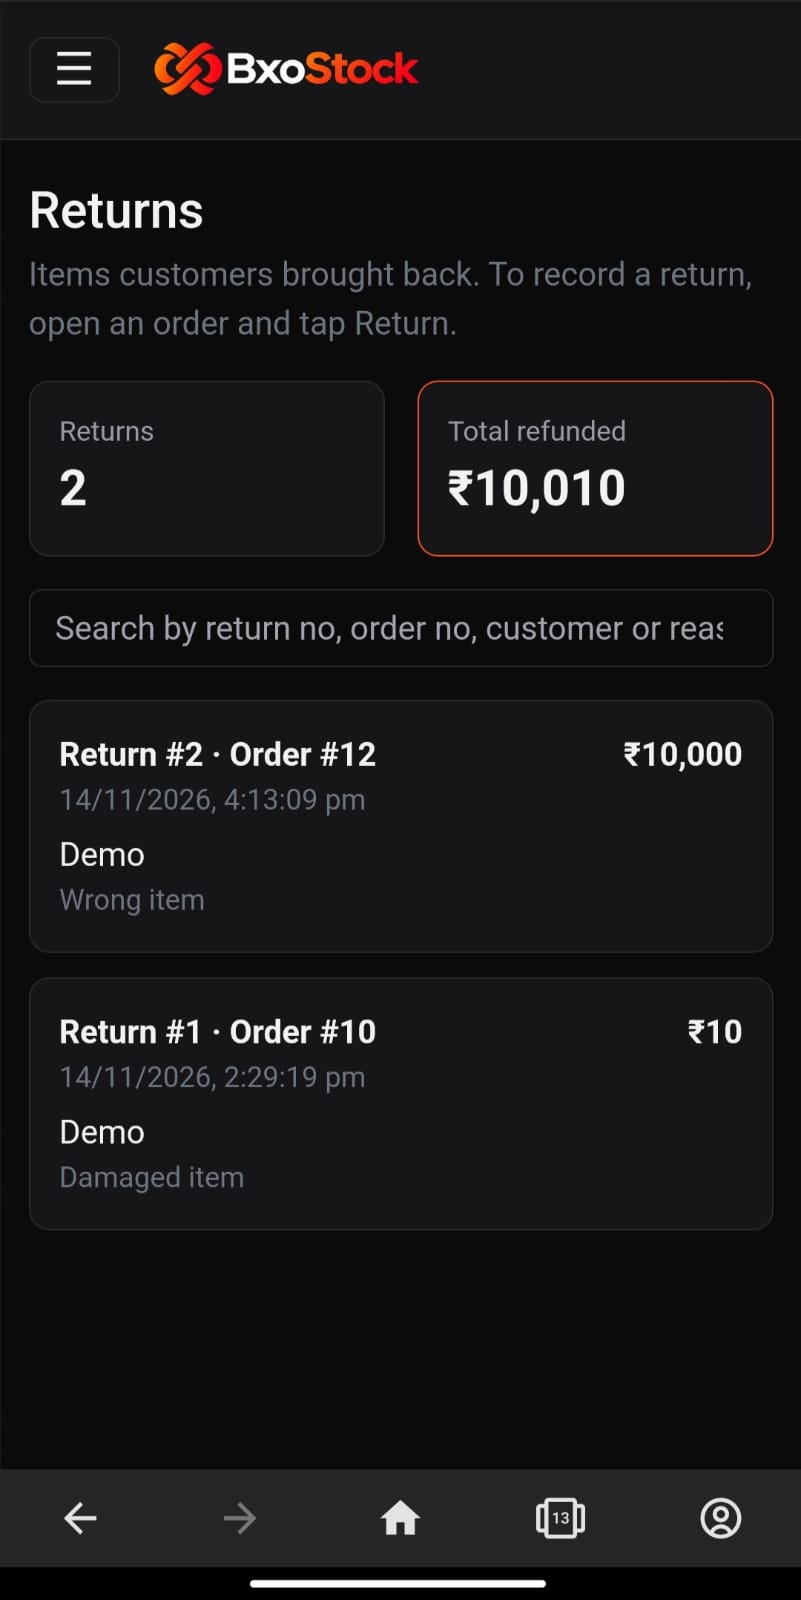 BxoStock
Returns
Items customers brought back. To record a return,
open an order and tap Return.
Returns
2
Total refunded
₹10,010
Search by return no, order no, customer or reas
Return #2 · Order #12
₹10,000
14/11/2026, 4:13:09 pm
Demo
Wrong item
Return #1 · Order #10
₹10
14/11/2026, 2:29:19 pm
Demo
Damaged item
13